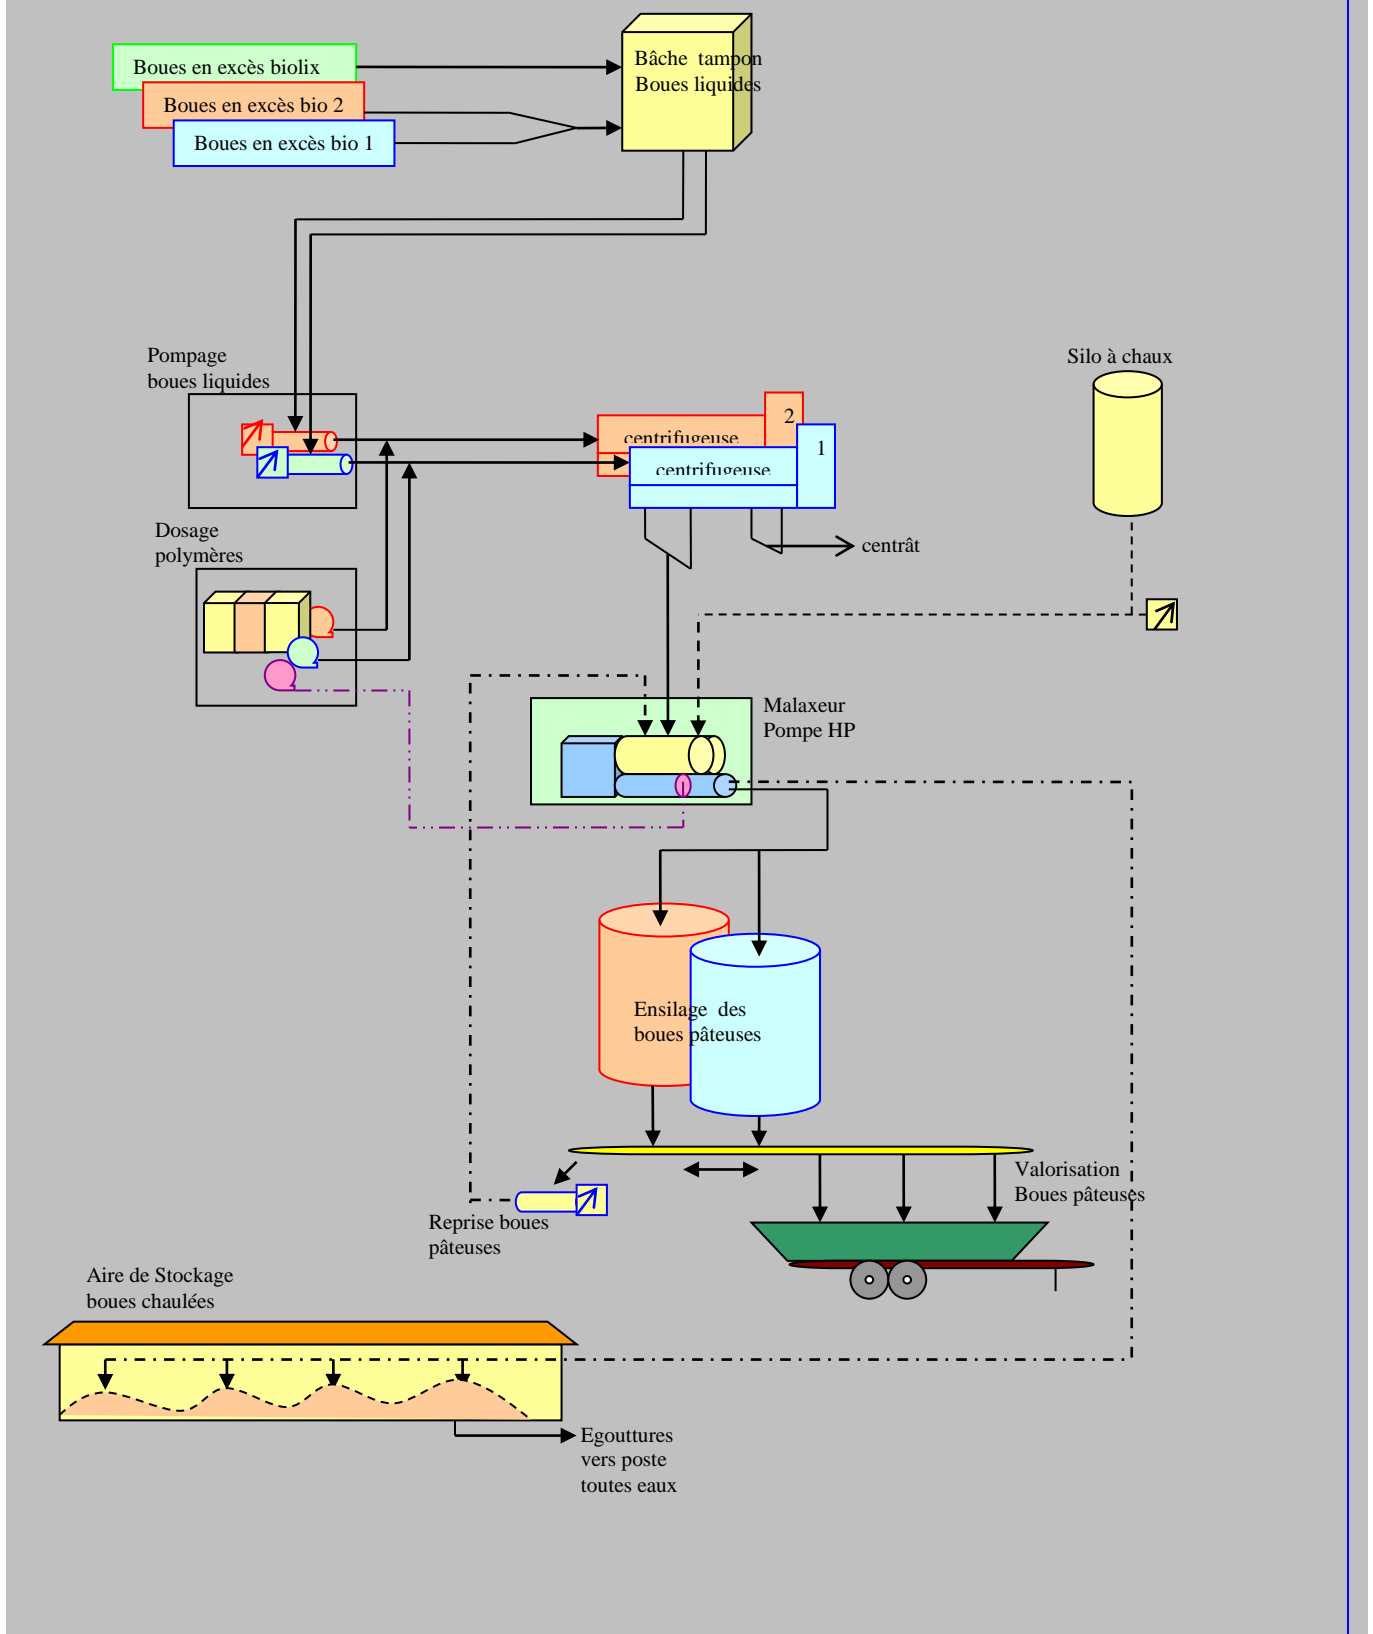 Boues en excès biolix
Boues en excès bio 2
Boues en excès bio 1
Bâche tampon
Boues liquides
Pompage
boues liquides
Silo à chaux
2
centrifugeuse
1
centrifugeuse
Dosage
polymères
centrât
Malaxeur
Pompe HP
Ensilage des
boues pâteuses
Valorisation
Boues pâteuses
Reprise boues
pâteuses
Aire de Stockage
boues chaulées
Egouttures
vers poste
toutes eaux